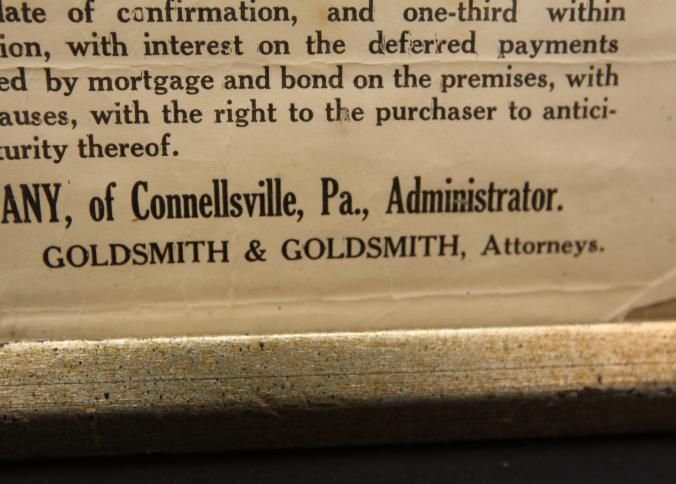 late of confirmation, and one-third within
ion, with interest on the deferred payments
ed by mortgage and bond on the premises, with
auses, with the right to the purchaser to antici-
turity thereof.
ANY, of Connellsville, Pa., Administrator.
GOLDSMITH & GOLDSMITH, Attorneys.